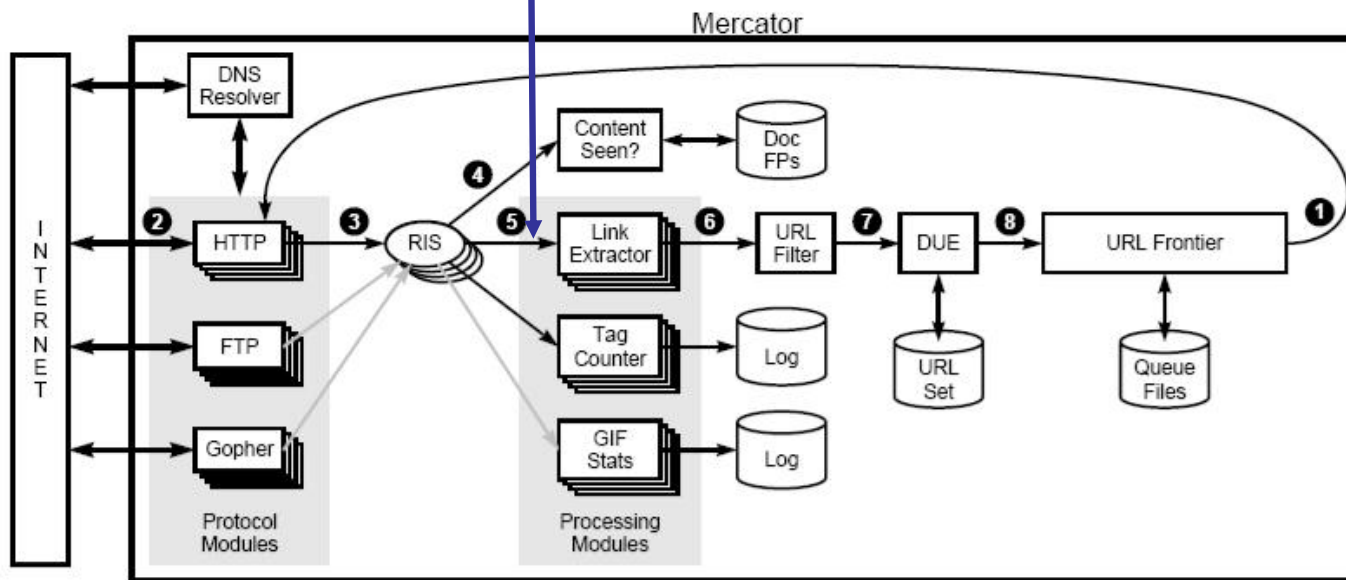 Mercator
INTERNET
DNS
Resolver
Content
Seen?
Doc
FPs
4
1
2
HTTP
3
RIS
5
Link
Extractor
6
URL
Filter
7
DUE
8
URL Frontier
FTP
Tag
Counter
Log
URL
Set
Queue
Files
Gopher
GIF
Stats
Log
Protocol
Modules
Processing
Modules